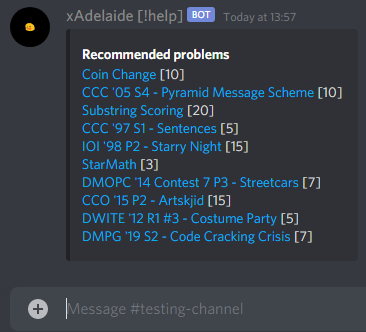 xAdelaide [!help] BOT Today at 13:57
Recommended problems
Coin Change [10]
CCC '05 S4 - Pyramid Message Scheme [10]
Substring Scoring [20]
CCC '97 S1 - Sentences [5]
IOI '98 P2 - Starry Night [15]
StarMath [3]
DMOPC '14 Contest 7 P3 - Streetcars [7]
CCO '15 P2 - Artskjid [15]
DWITE '12 R1 #3 - Costume Party [5]
DMPG '19 S2 - Code Cracking Crisis [7]
Message #testing-channel